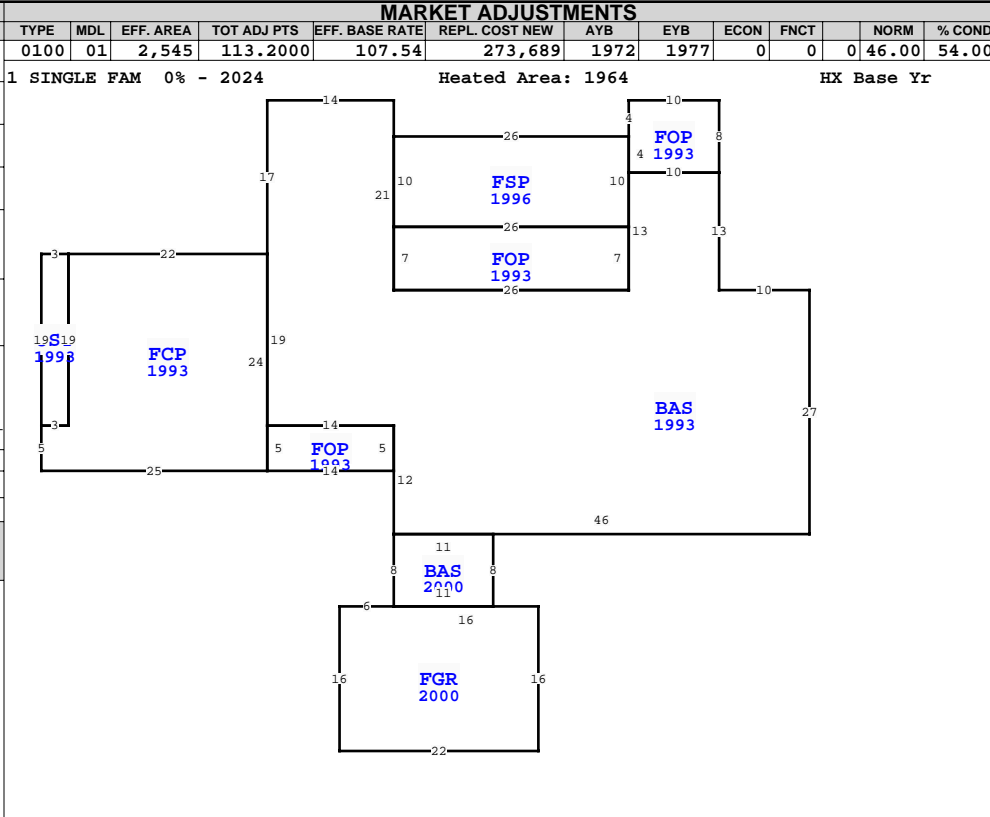 MARKET ADJUSTMENTS
TYPE MDL EFF. AREA TOT ADJ PTS EFF. BASE RATE REPL. COST NEW AYB EYB ECON FNCT NORM % COND
0100 01 2,545 113.2000 107.54 273,689 1972 1977 0 0 0 46.00 54.00
1 SINGLE FAM 0% - 2024 Heated Area: 1964 HX Base Yr
14 10
4
26 FOP 8
4 1993
10
17 10 FSP 10
21 1996
26 13 13
3 22
7 FOP 7
1993
26 10
19 19 19
1993
FCP
1993
24
BAS
1993
27
3 14
5 5 FOP 5
1993
25 14
12
46
11
8 BAS 8
2000
11
6
16
16 FGR 16
2000
22